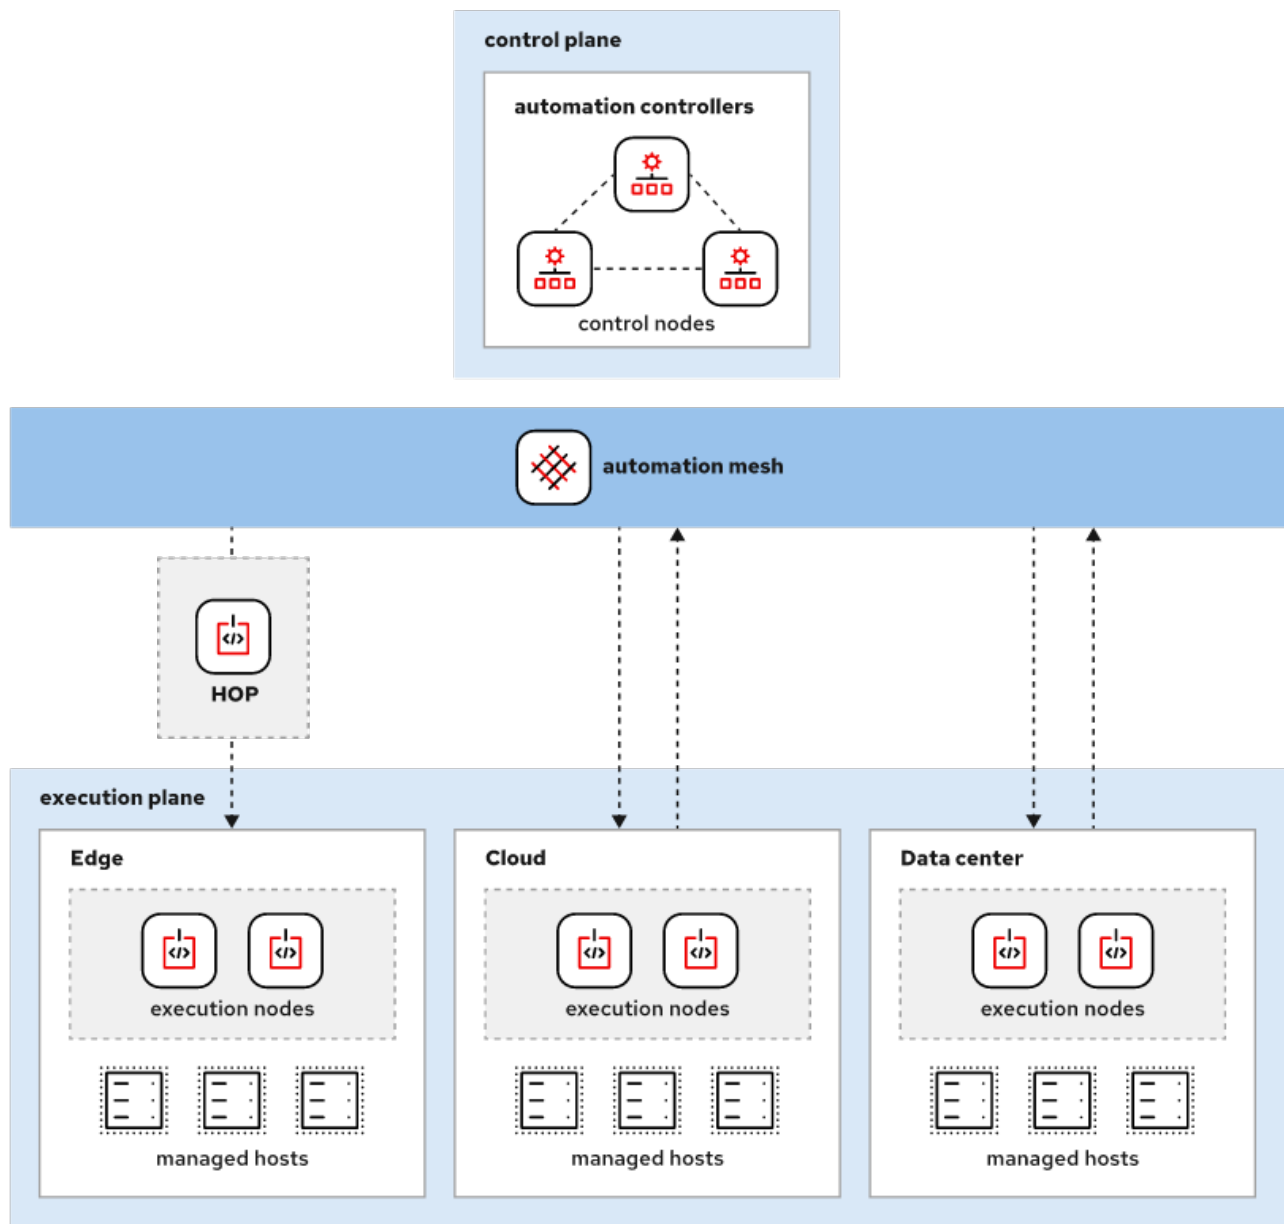 control plane
automation controllers
control nodes
automation mesh
</>
HOP
execution plane
Edge
</> </>
execution nodes
managed hosts
Cloud
</> </>
execution nodes
managed hosts
Data center
</> </>
execution nodes
managed hosts